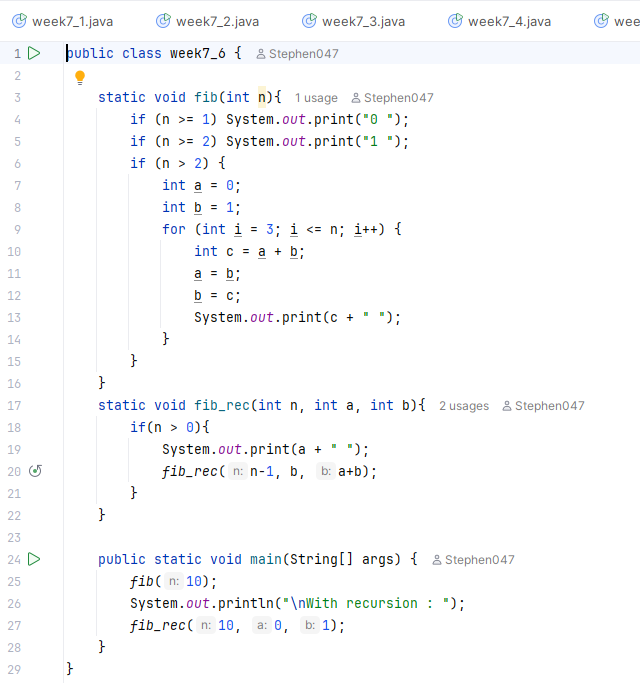 week7_1.java week7_2.java week7_3.java week7_4.java week
1 public class week7_6 { Stephen047
2
3 static void fib(int n){ 1 usage Stephen047
4 if (n >= 1) System.out.print("0 ");
5 if (n >= 2) System.out.print("1 ");
6 if (n > 2) {
7 int a = 0;
8 int b = 1;
9 for (int i = 3; i <= n; i++) {
10 int c = a + b;
11 a = b;
12 b = c;
13 System.out.print(c + " ");
14 }
15 }
16 }
17 static void fib_rec(int n, int a, int b){ 2 usages Stephen047
18 if(n > 0){
19 System.out.print(a + " ");
20 fib_rec( n: n-1, b, b: a+b);
21 }
22 }
23
24 public static void main(String[] args) { Stephen047
25 fib( n: 10);
26 System.out.println("\nWith recursion : ");
27 fib_rec( n: 10, a: 0, b: 1);
28 }
29 }